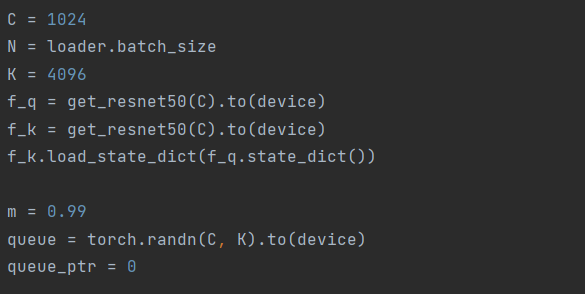 C = 1024
N = loader.batch_size
K = 4096
f_q = get_resnet50(C).to(device)
f_k = get_resnet50(C).to(device)
f_k.load_state_dict(f_q.state_dict())
m = 0.99
queue = torch.randn(C, K).to(device)
queue_ptr = 0